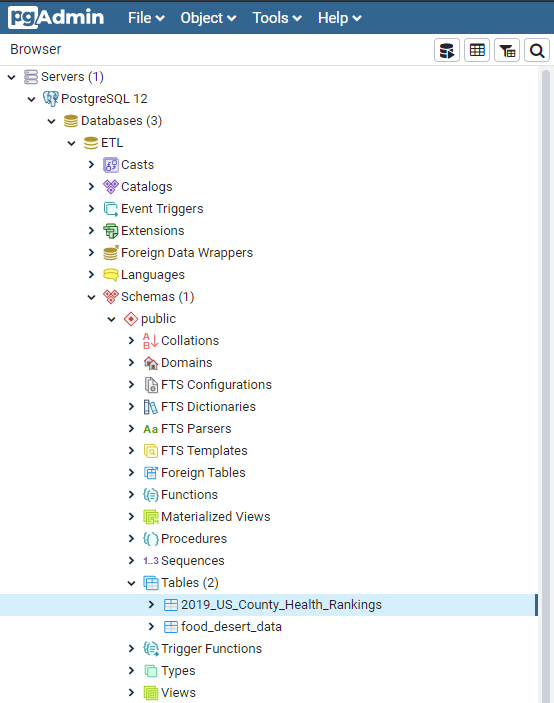 pgAdmin File Object Tools Help
Browser
Servers (1)
PostgreSQL 12
Databases (3)
ETL
Casts
Catalogs
Event Triggers
Extensions
Foreign Data Wrappers
Languages
Schemas (1)
public
Collations
Domains
FTS Configurations
FTS Dictionaries
Aa FTS Parsers
FTS Templates
Foreign Tables
Functions
Materialized Views
Procedures
1..3 Sequences
Tables (2)
2019_US_County_Health_Rankings
food_desert_data
Trigger Functions
Types
Views